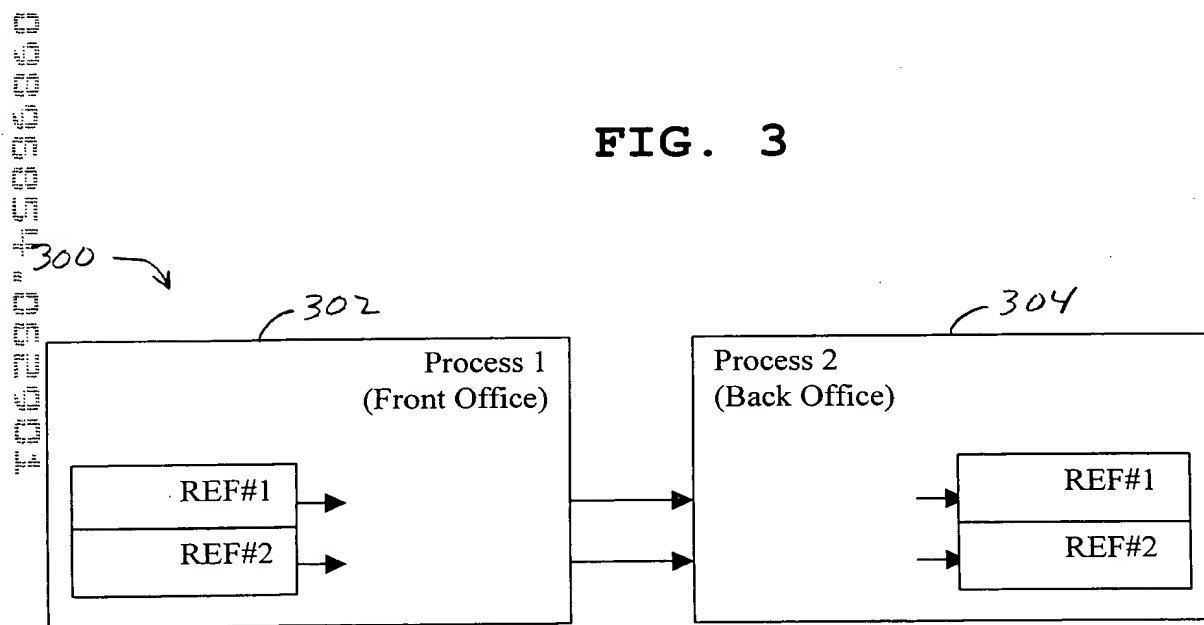 FIG. 3
300
302
304
Process 1
(Front Office)
Process 2
(Back Office)
REF#1
REF#2
REF#1
REF#2